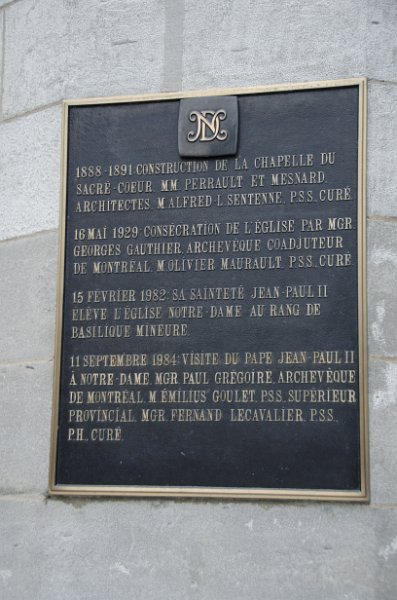 ND
1888-1891: CONSTRUCTION DE LA CHAPELLE DU
SACRÉ-COEUR. MM. PERRAULT ET MESNARD,
ARCHITECTES. M. ALFRED-L. SENTENNE, P.S.S., CURÉ.
16 MAI 1929: CONSÉCRATION DE L'ÉGLISE PAR MGR.
GEORGES GAUTHIER, ARCHEVÊQUE COADJUTEUR
DE MONTRÉAL. M. OLIVIER MAURAULT, P.S.S., CURÉ.
15 FÉVRIER 1982: SA SAINTETÉ JEAN-PAUL II
ÉLÈVE L'ÉGLISE NOTRE-DAME AU RANG DE
BASILIQUE MINEURE.
11 SEPTEMBRE 1984: VISITE DU PAPE JEAN-PAUL II
À NOTRE-DAME. MGR. PAUL GRÉGOIRE, ARCHEVÊQUE
DE MONTRÉAL. M. ÉMILIUS GOULET, P.S.S. SUPÉRIEUR
PROVINCIAL. MGR. FERNAND LECAVALIER, P.S.S.,
P.H., CURÉ.